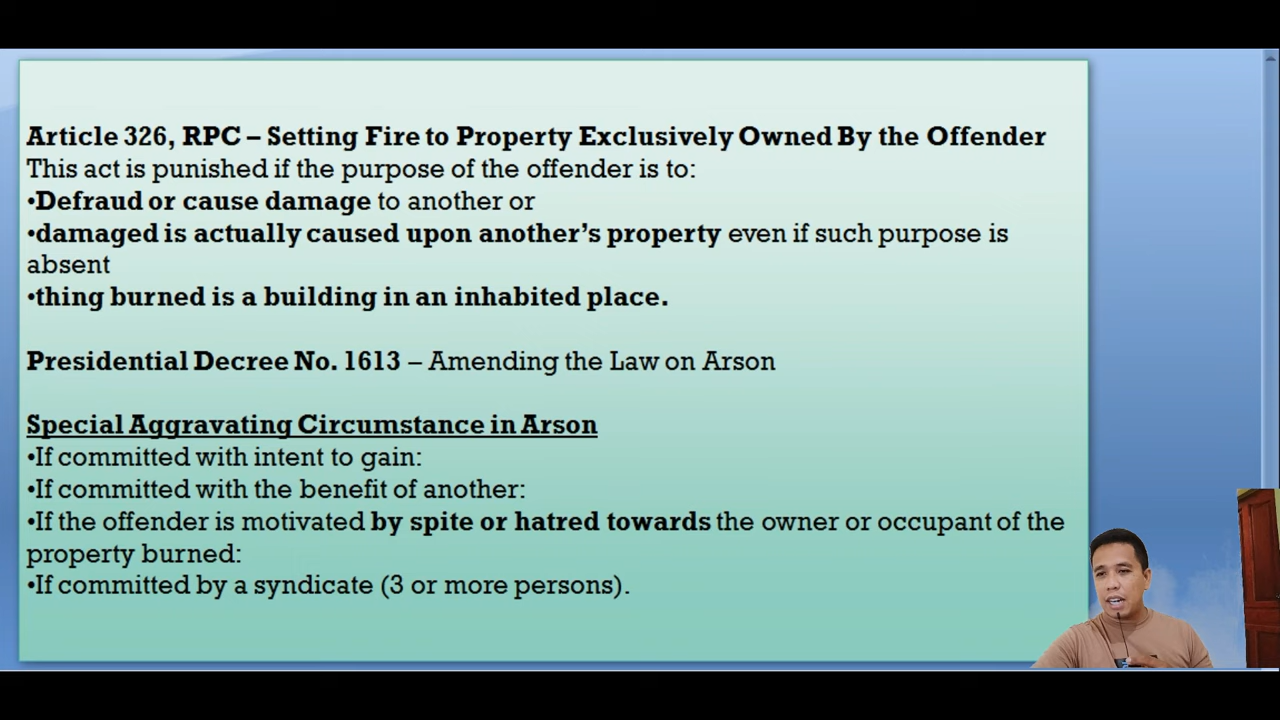 Article 326, RPC – Setting Fire to Property Exclusively Owned By the Offender
This act is punished if the purpose of the offender is to:
•Defraud or cause damage to another or
•damaged is actually caused upon another’s property even if such purpose is
absent
•thing burned is a building in an inhabited place.
Presidential Decree No. 1613 – Amending the Law on Arson
Special Aggravating Circumstance in Arson
•If committed with intent to gain:
•If committed with the benefit of another:
•If the offender is motivated by spite or hatred towards the owner or occupant of the
property burned:
•If committed by a syndicate (3 or more persons).